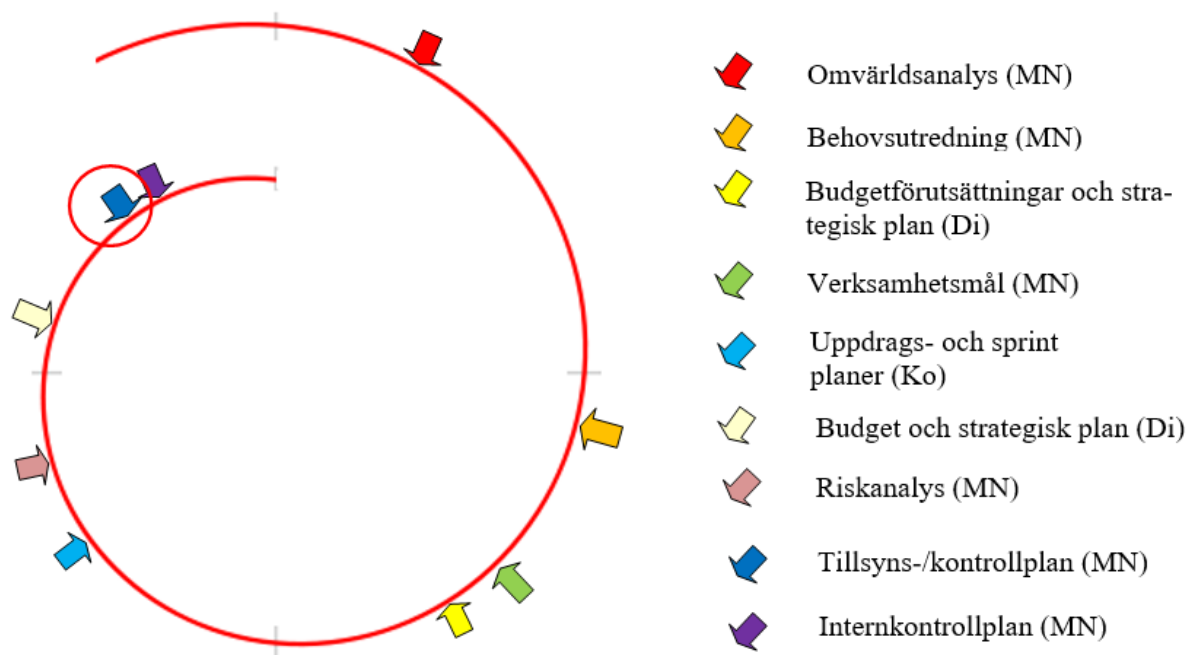 Omvärldsanalys (MN)
Behovsutredning (MN)
Budgetförutsättningar och stra-
tegisk plan (Di)
Verksamhetsmål (MN)
Uppdrags- och sprint
planer (Ko)
Budget och strategisk plan (Di)
Riskanalys (MN)
Tillsyns-/kontrollplan (MN)
Internkontrollplan (MN)